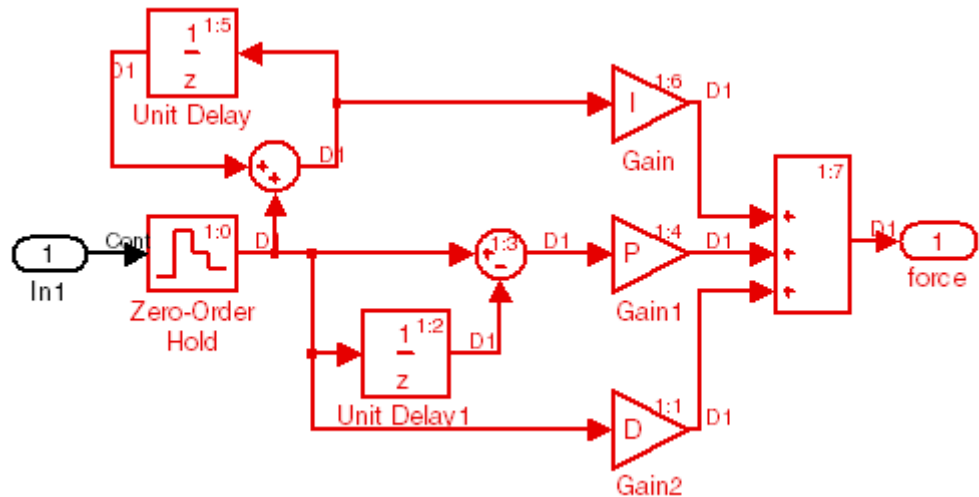 1:5
1
z
D1
Unit Delay
D1
1:6
I
D1
Gain
1:7
1
In1
Cont
1:0
Zero-Order
Hold
D1
1:3
D1
1:4
P
D1
Gain1
D1
1
force
1:2
1
z
D1
Unit Delay1
1:1
D
D1
Gain2